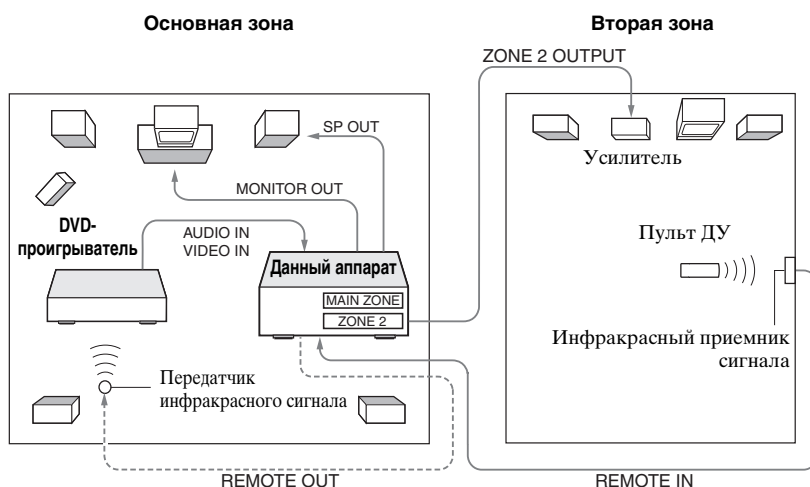 Основная зона
Вторая зона
ZONE 2 OUTPUT
SP OUT
MONITOR OUT
Усилитель
DVD-
проигрыватель
AUDIO IN
VIDEO IN
Данный аппарат
MAIN ZONE
ZONE 2
Пульт ДУ
Инфракрасный приемник
сигнала
Передатчик
инфракрасного сигнала
REMOTE OUT
REMOTE IN